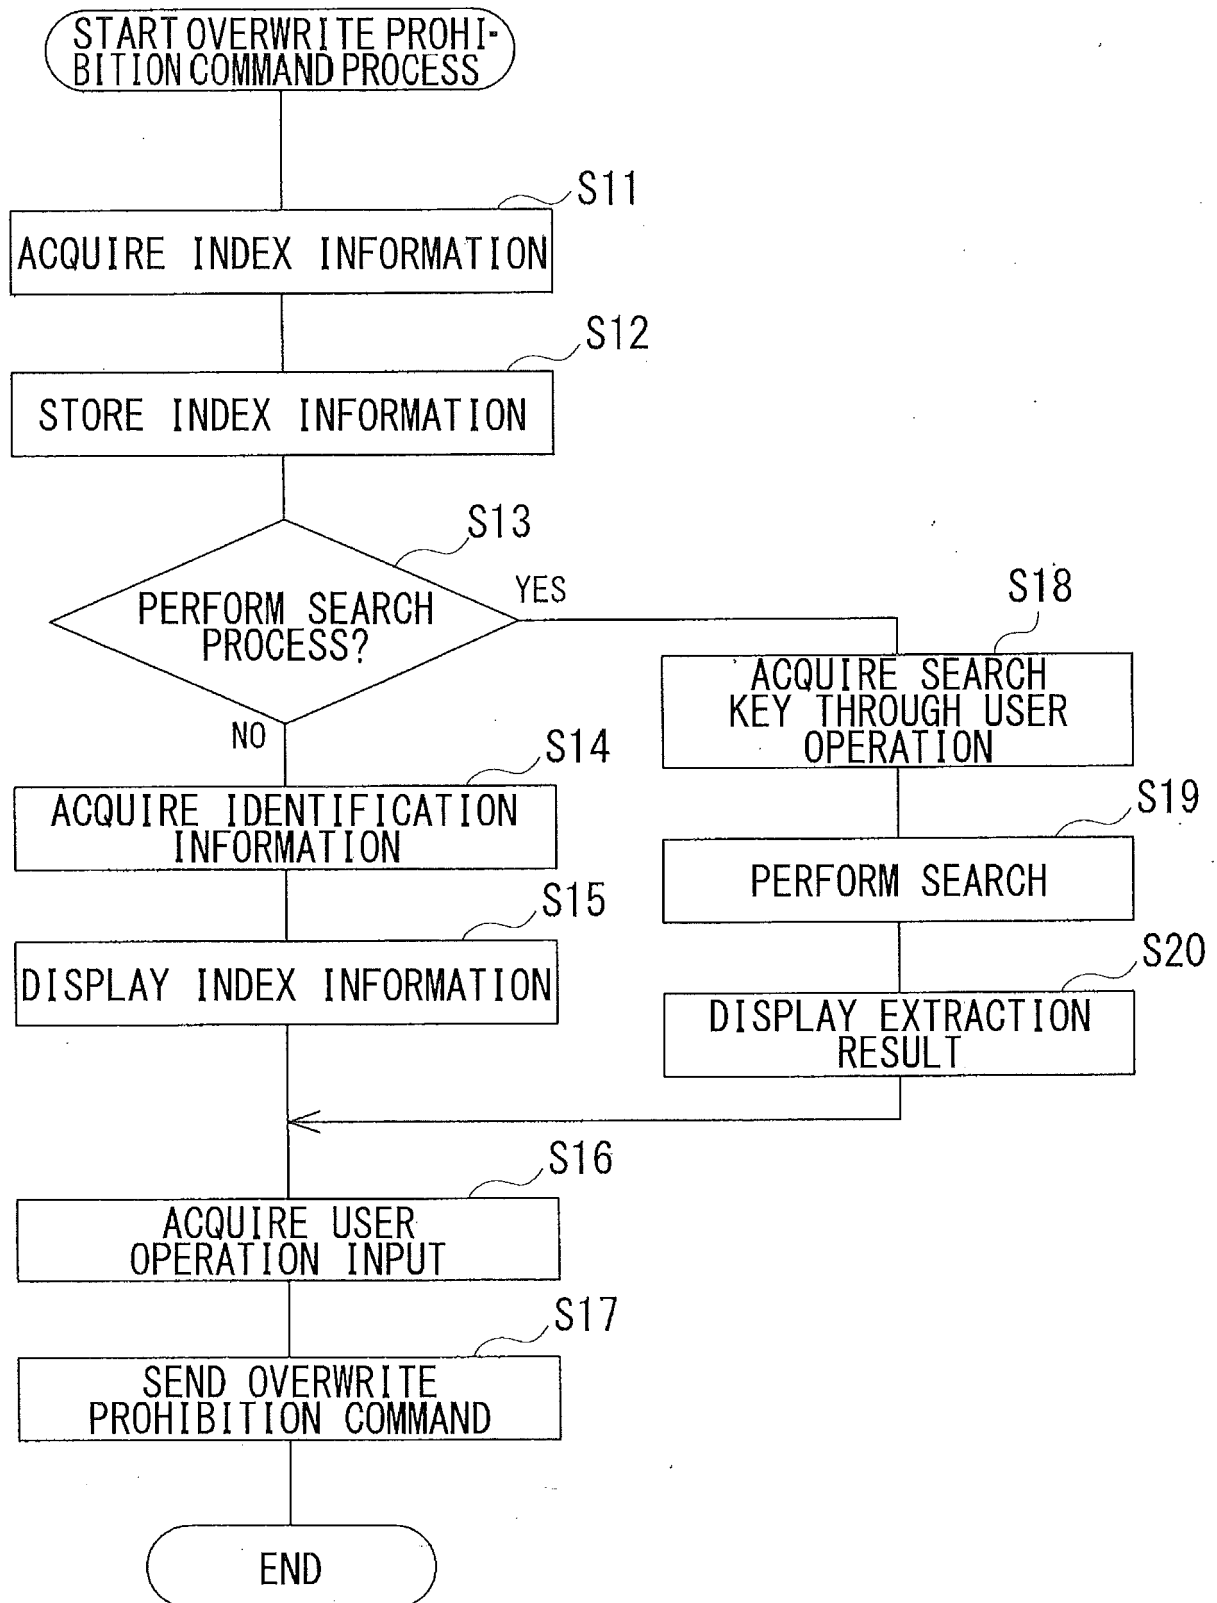 START OVERWRITE PROHI-
BITION COMMAND PROCESS
S11
ACQUIRE INDEX INFORMATION
S12
STORE INDEX INFORMATION
S13
PERFORM SEARCH
PROCESS?
YES
NO
S14
ACQUIRE IDENTIFICATION
INFORMATION
S15
DISPLAY INDEX INFORMATION
S18
ACQUIRE SEARCH
KEY THROUGH USER
OPERATION
S19
PERFORM SEARCH
S20
DISPLAY EXTRACTION
RESULT
S16
ACQUIRE USER
OPERATION INPUT
S17
SEND OVERWRITE
PROHIBITION COMMAND
END